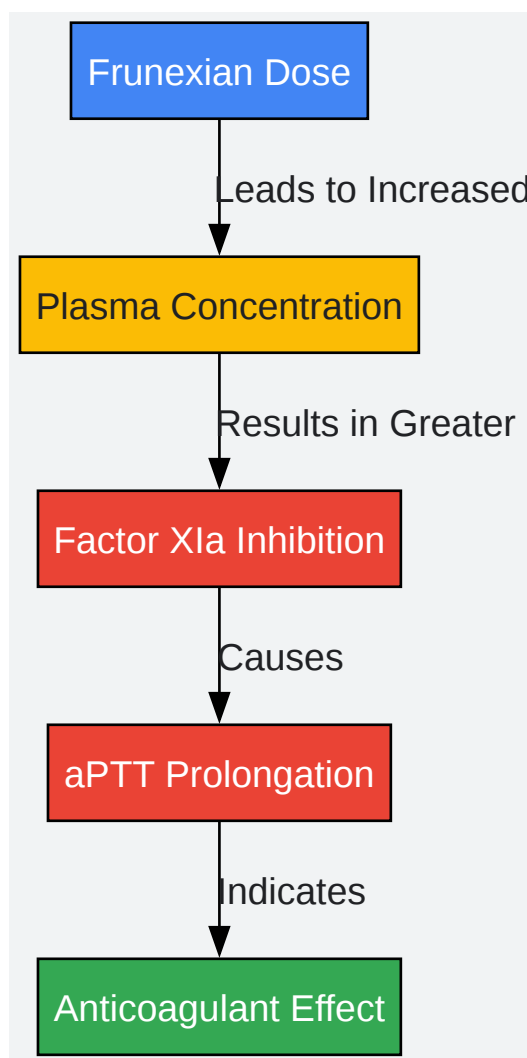 Frunexian Dose
Leads to Increased
Plasma Concentration
Results in Greater
Factor XIa Inhibition
Causes
aPTT Prolongation
Indicates
Anticoagulant Effect